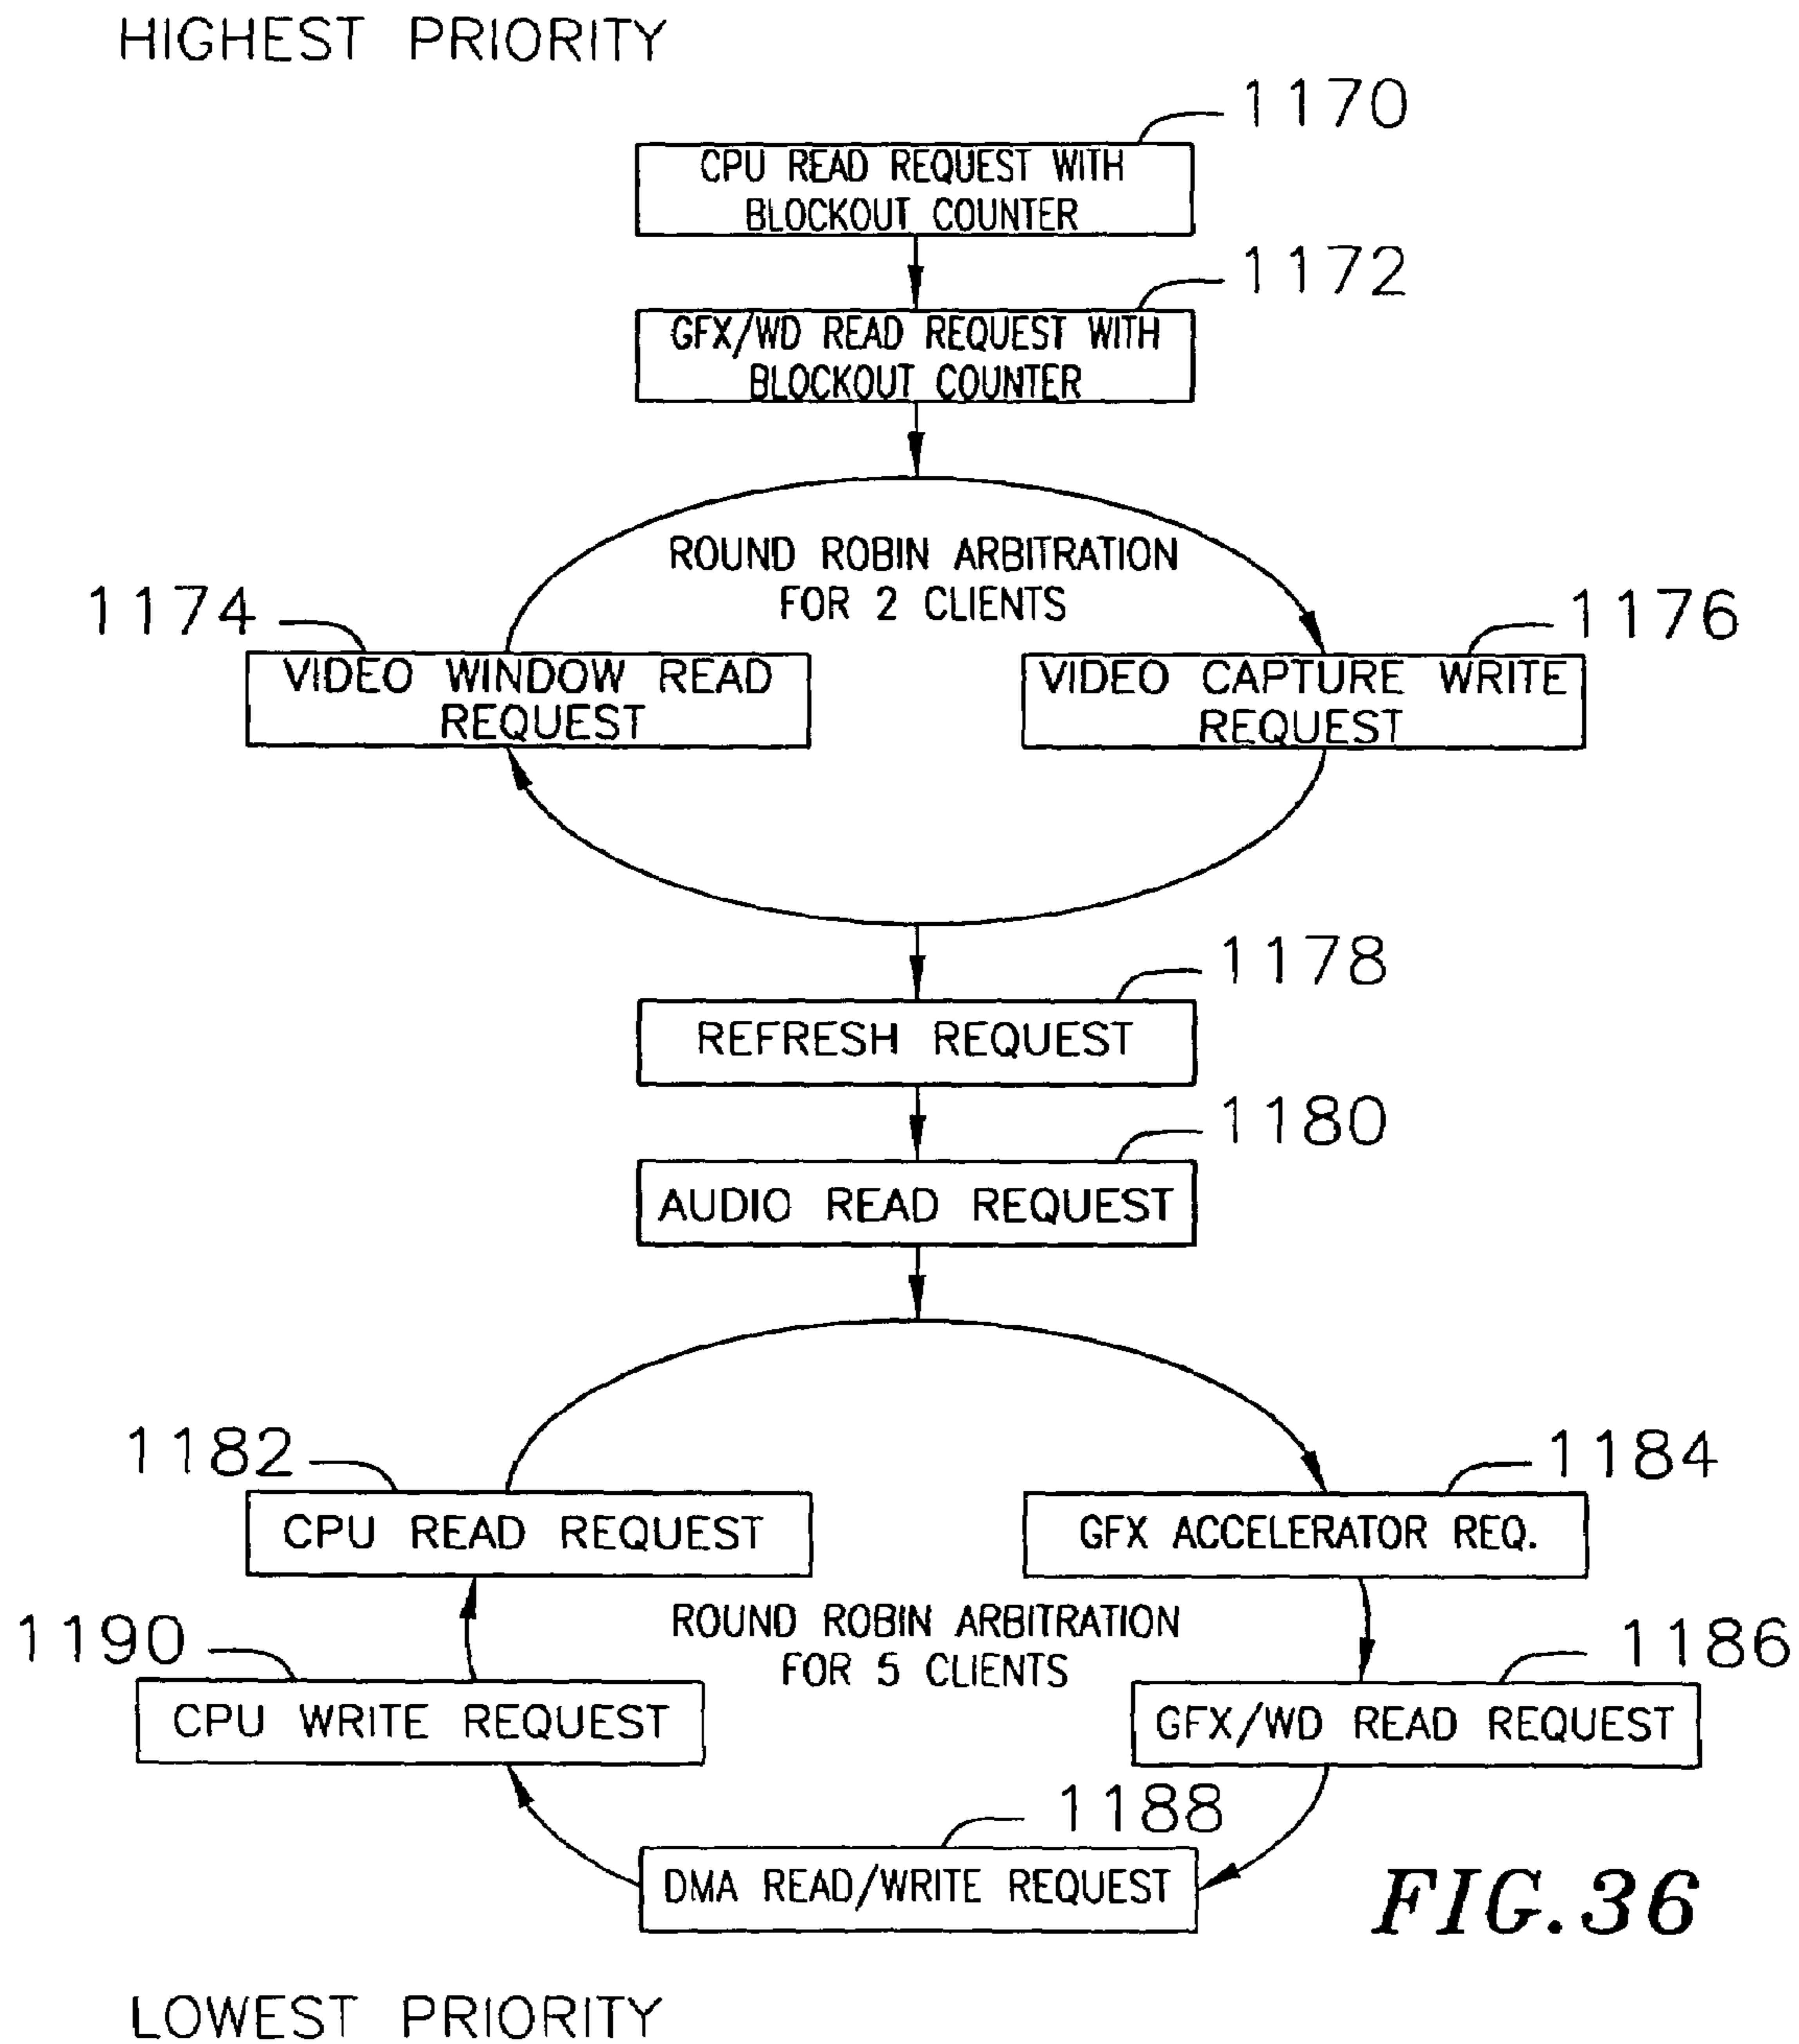 HIGHEST PRIORITY
1170
CPU READ REQUEST WITH
BLOCKOUT COUNTER
1172
GFX/WD READ REQUEST WITH
BLOCKOUT COUNTER
ROUND ROBIN ARBITRATION
FOR 2 CLIENTS
1174
1176
VIDEO WINDOW READ
REQUEST
VIDEO CAPTURE WRITE
REQUEST
1178
REFRESH REQUEST
1180
AUDIO READ REQUEST
1182
1184
CPU READ REQUEST
GFX ACCELERATOR REQ.
ROUND ROBIN ARBITRATION
FOR 5 CLIENTS
1190
1186
CPU WRITE REQUEST
GFX/WD READ REQUEST
1188
DMA READ/WRITE REQUEST
FIG.36
LOWEST PRIORITY